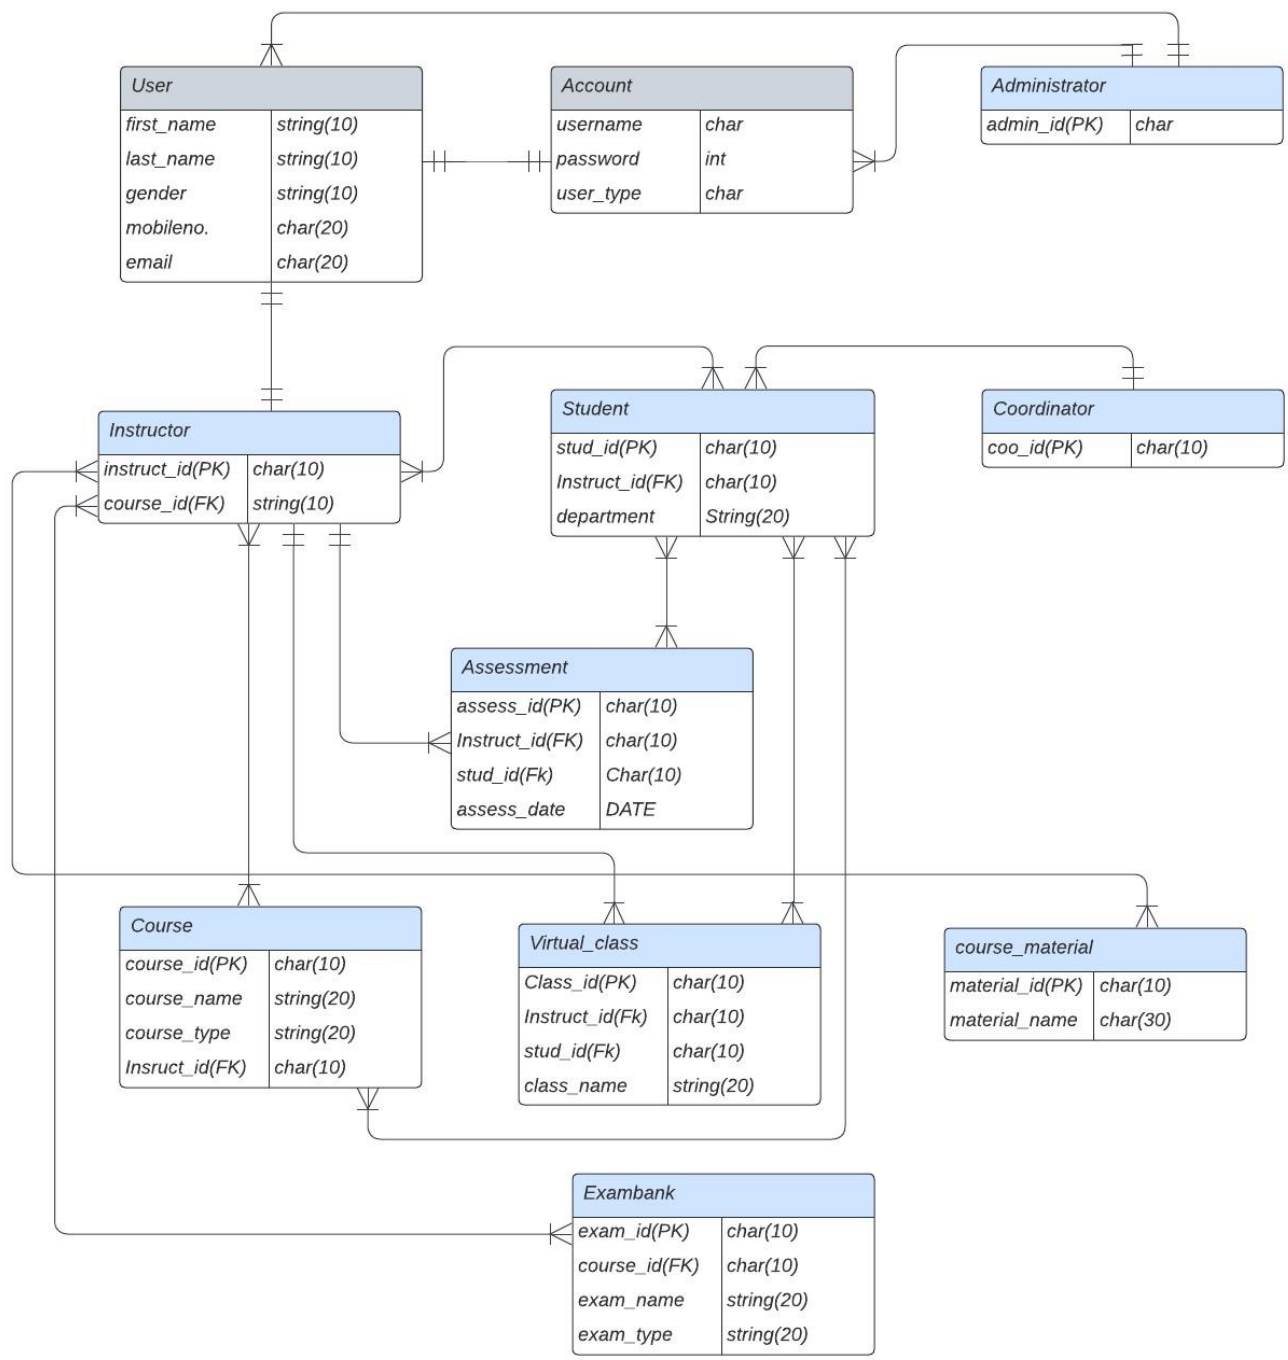 User
first_name string(10)
last_name string(10)
gender string(10)
mobileno. char(20)
email char(20)
Account
username char
password int
user_type char
Administrator
admin_id(PK) char
Instructor
instruct_id(PK) char(10)
course_id(FK) string(10)
Student
stud_id(PK) char(10)
Instruct_id(FK) char(10)
department String(20)
Coordinator
coo_id(PK) char(10)
Assessment
assess_id(PK) char(10)
Instruct_id(FK) char(10)
stud_id(Fk) Char(10)
assess_date DATE
Course
course_id(PK) char(10)
course_name string(20)
course_type string(20)
Insruct_id(FK) char(10)
Virtual_class
Class_id(PK) char(10)
Instruct_id(Fk) char(10)
stud_id(Fk) char(10)
class_name string(20)
course_material
material_id(PK) char(10)
material_name char(30)
Exambank
exam_id(PK) char(10)
course_id(FK) char(10)
exam_name string(20)
exam_type string(20)